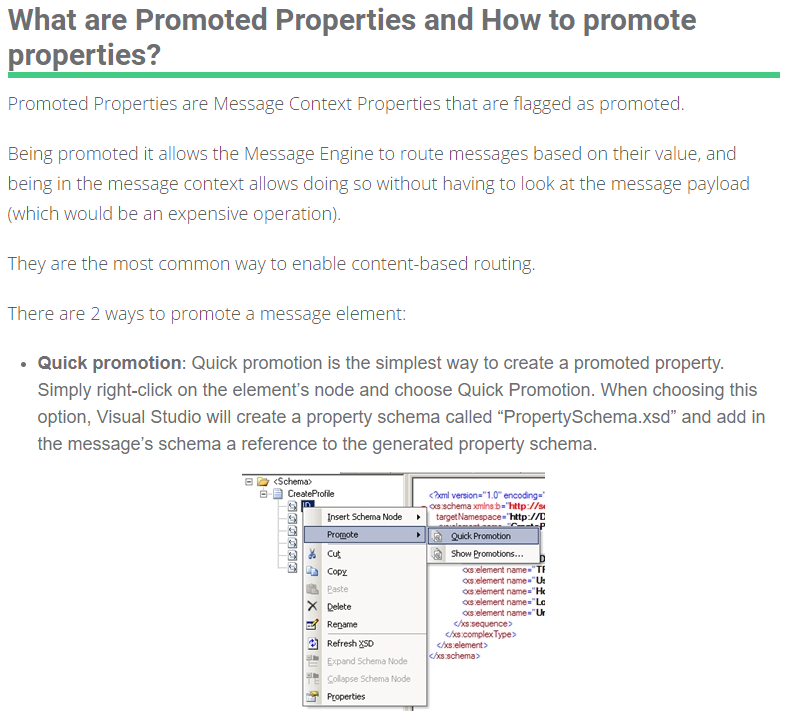 What are Promoted Properties and How to promote
properties?
Promoted Properties are Message Context Properties that are flagged as promoted.
Being promoted it allows the Message Engine to route messages based on their value, and
being in the message context allows doing so without having to look at the message payload
(which would be an expensive operation).
They are the most common way to enable content-based routing.
There are 2 ways to promote a message element:
• Quick promotion: Quick promotion is the simplest way to create a promoted property.
Simply right-click on the element’s node and choose Quick Promotion. When choosing this
option, Visual Studio will create a property schema called “PropertySchema.xsd” and add in
the message’s schema a reference to the generated property schema.
<Schema>
CreateProfile
ID
Insert Schema Node
Promote
Cut
Copy
Paste
Delete
Rename
Refresh XSD
Expand Schema Node
Collapse Schema Node
Properties
Quick Promotion
Show Promotions...
<?xml version="1.0" encoding="
<xs:schema xmlns:b="http://s
targetNamespace="http://D
<xs:element name="
<xs:element name="U
<xs:element name="H
<xs:element name="Lo
<xs:element name="Ur
</xs:sequence>
</xs:complexType>
</xs:element>
</xs:schema>